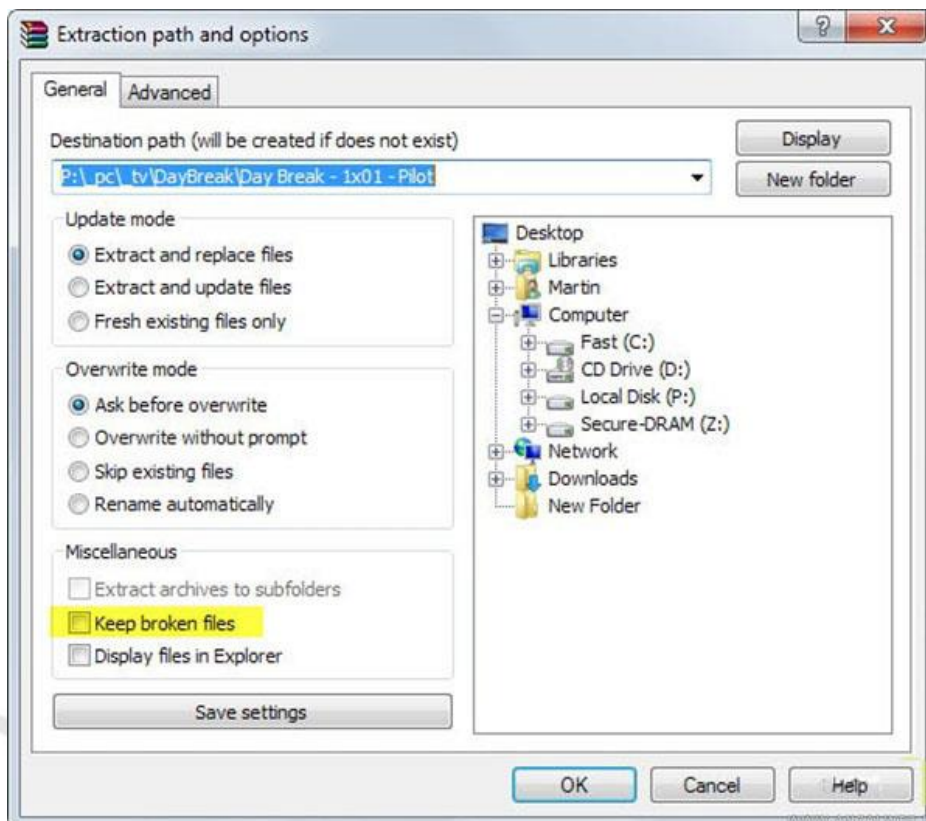 Extraction path and options
General
Advanced
Destination path (will be created if does not exist)
Display
P:\_pc\_tv\DayBreak\Day Break - 1x01 - Pilot
New folder
Update mode
Extract and replace files
Extract and update files
Fresh existing files only
Overwrite mode
Ask before overwrite
Overwrite without prompt
Skip existing files
Rename automatically
Miscellaneous
Extract archives to subfolders
Keep broken files
Display files in Explorer
Save settings
Desktop
Libraries
Martin
Computer
Fast (C:)
CD Drive (D:)
Local Disk (P:)
Secure-DRAM (Z:)
Network
Downloads
New Folder
OK
Cancel
Help